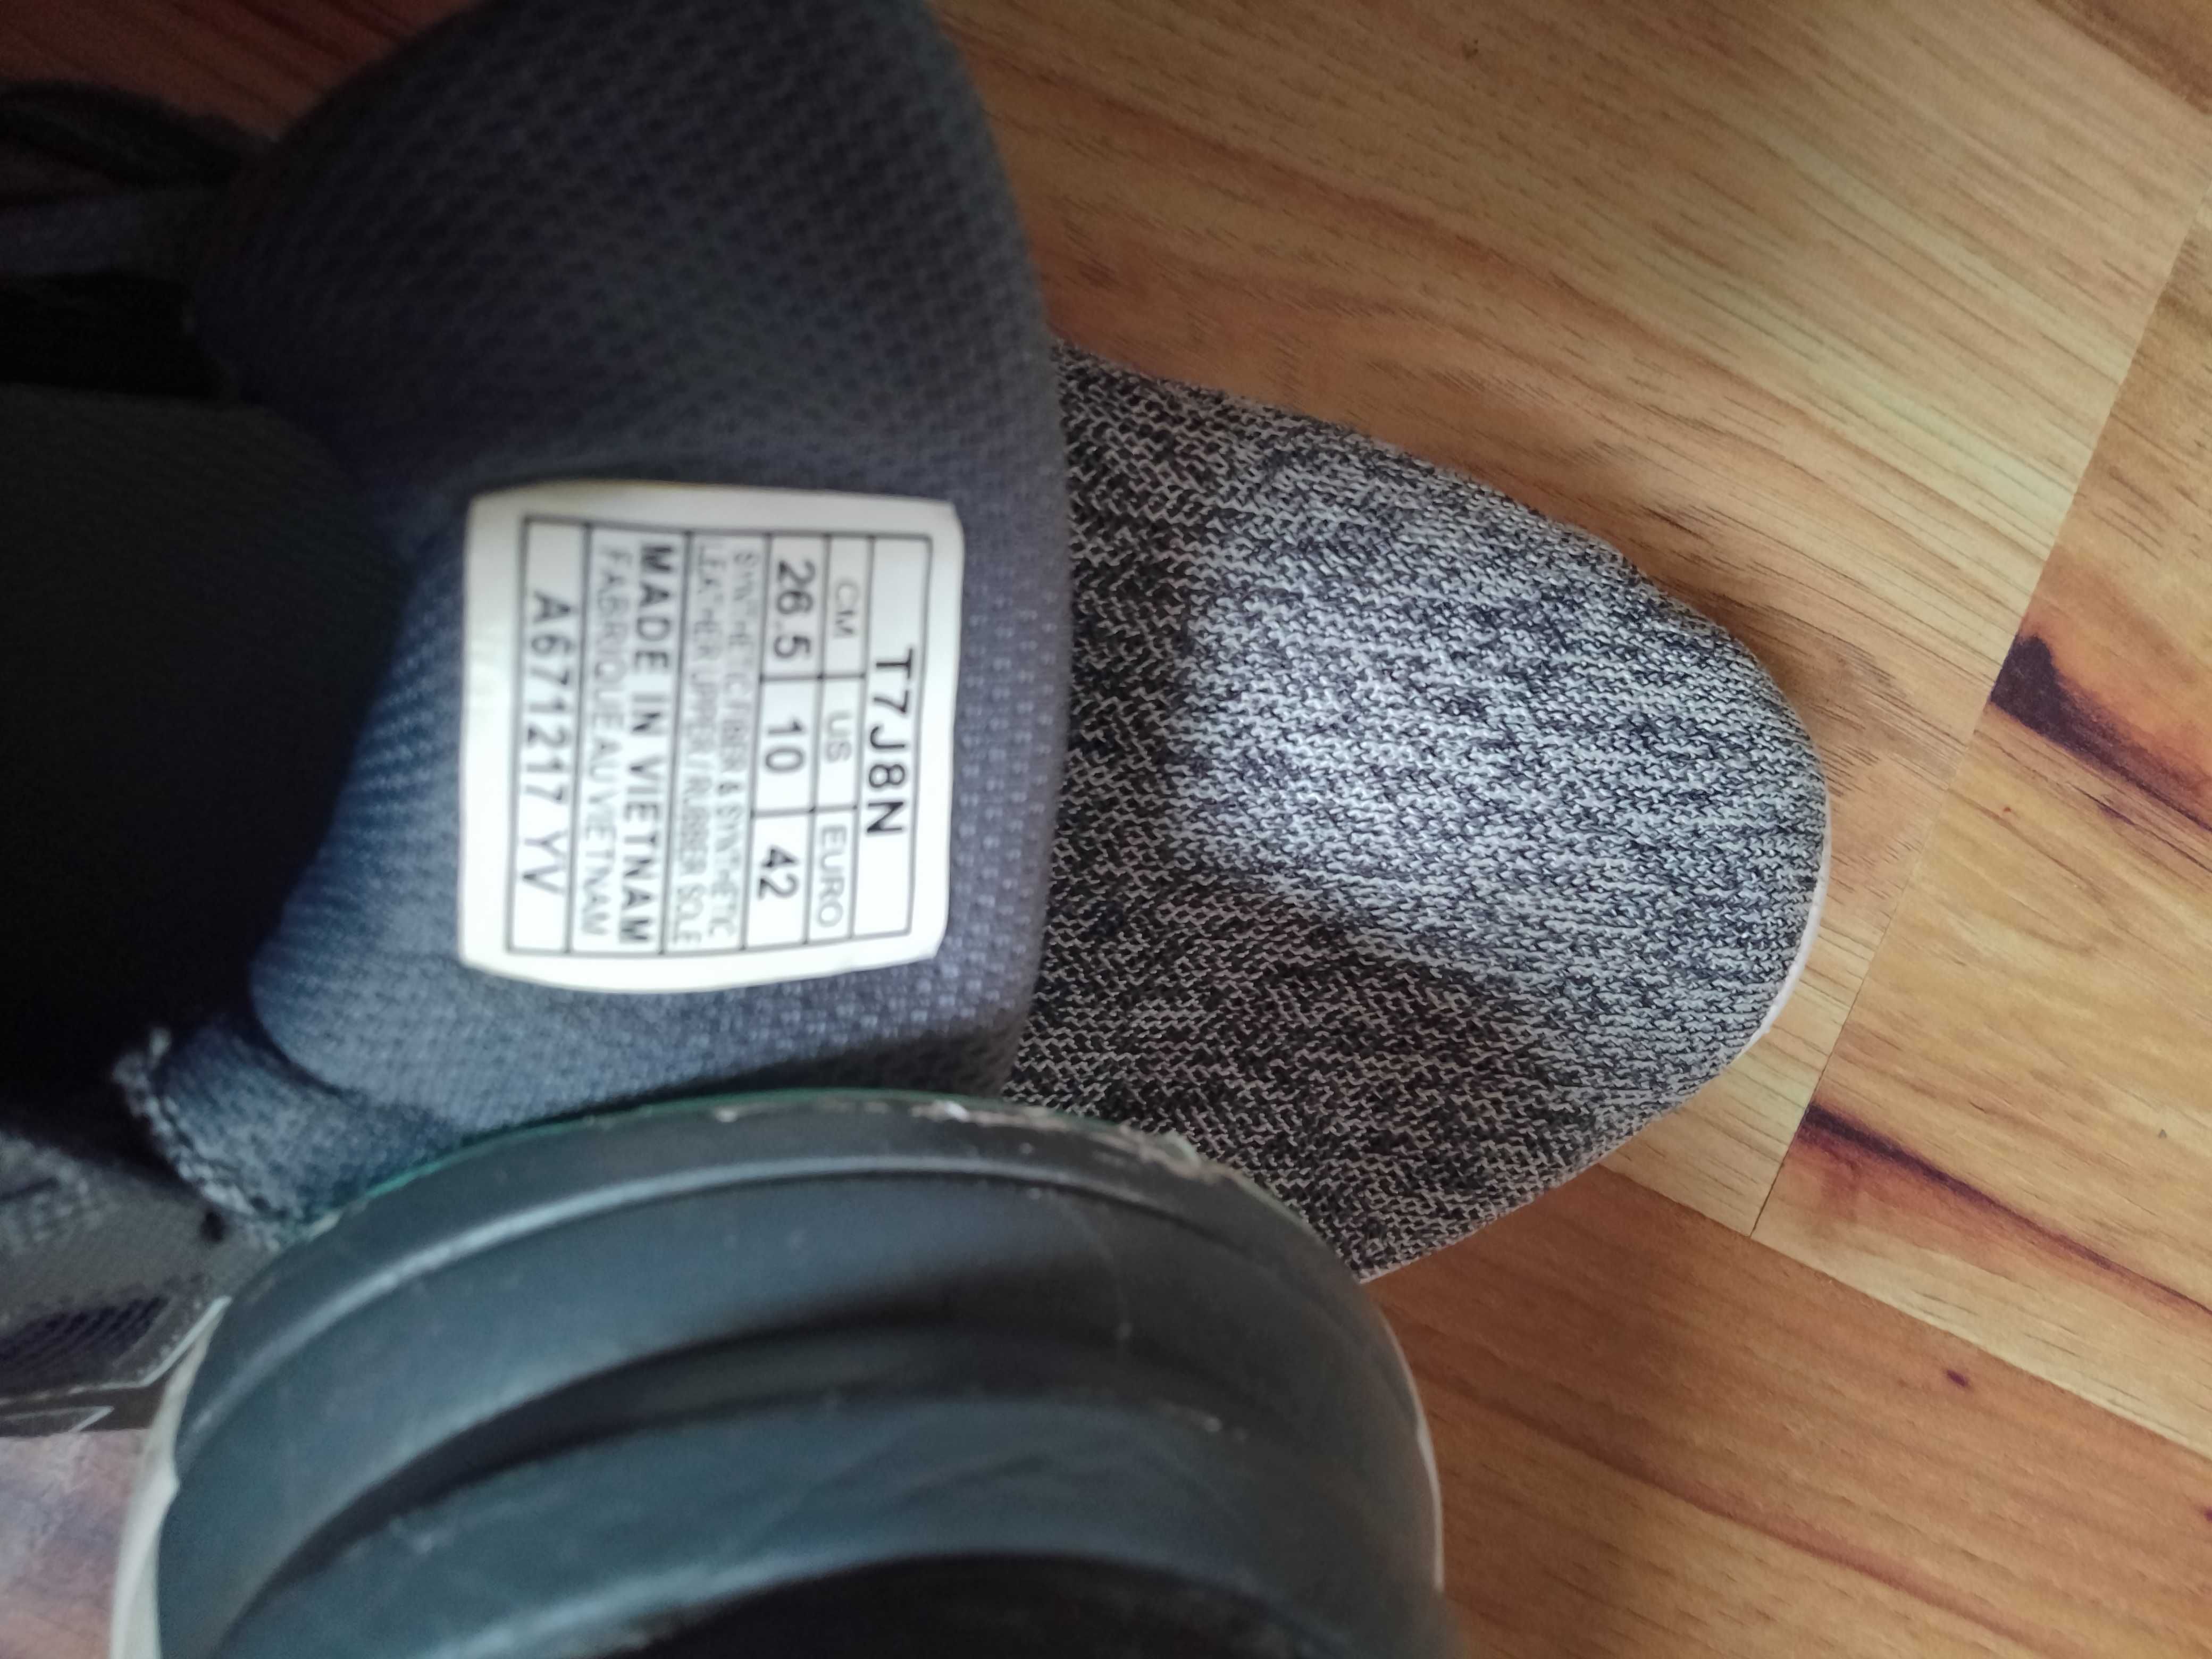 T7J8N
CM US EURO
26.5 10 42
SYNTHETIC FIBER & SYNTHETIC
LEATHER UPPER / RUBBER SOLE
MADE IN VIETNAM
FABRIQUE AU VIETNAM
A671217 YV